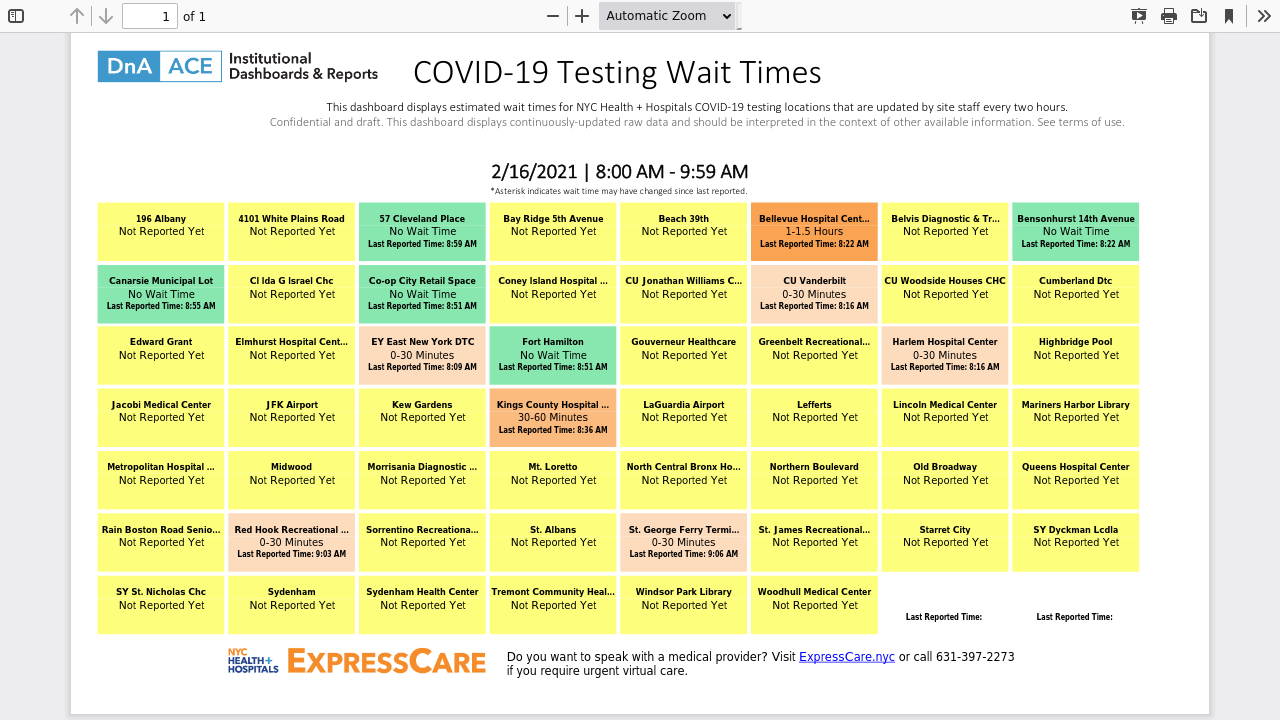 1 of 1 Automatic Zoom
DnA ACE Institutional
Dashboards & Reports
COVID-19 Testing Wait Times
This dashboard displays estimated wait times for NYC Health + Hospitals COVID-19 testing locations that are updated by site staff every two hours.
Confidential and draft. This dashboard displays continuously-updated raw data and should be interpreted in the context of other available information. See terms of use.
2/16/2021 | 8:00 AM - 9:59 AM
*Asterisk indicates wait time may have changed since last reported.
196 Albany
Not Reported Yet
4101 White Plains Road
Not Reported Yet
57 Cleveland Place
No Wait Time
Last Reported Time: 8:59 AM
Bay Ridge 5th Avenue
Not Reported Yet
Beach 39th
Not Reported Yet
Bellevue Hospital Cent...
1-1.5 Hours
Last Reported Time: 8:22 AM
Belvis Diagnostic & Tr...
Not Reported Yet
Bensonhurst 14th Avenue
No Wait Time
Last Reported Time: 8:22 AM
Canarsie Municipal Lot
No Wait Time
Last Reported Time: 8:55 AM
CI Ida G Israel Chc
Not Reported Yet
Co-op City Retail Space
No Wait Time
Last Reported Time: 8:51 AM
Coney Island Hospital ...
Not Reported Yet
CU Jonathan Williams C...
Not Reported Yet
CU Vanderbilt
0-30 Minutes
Last Reported Time: 8:16 AM
CU Woodside Houses CHC
Not Reported Yet
Cumberland Dtc
Not Reported Yet
Edward Grant
Not Reported Yet
Elmhurst Hospital Cent...
Not Reported Yet
EY East New York DTC
0-30 Minutes
Last Reported Time: 8:09 AM
Fort Hamilton
No Wait Time
Last Reported Time: 8:51 AM
Gouverneur Healthcare
Not Reported Yet
Greenbelt Recreational...
Not Reported Yet
Harlem Hospital Center
0-30 Minutes
Last Reported Time: 8:16 AM
Highbridge Pool
Not Reported Yet
Jacobi Medical Center
Not Reported Yet
JFK Airport
Not Reported Yet
Kew Gardens
Not Reported Yet
Kings County Hospital ...
30-60 Minutes
Last Reported Time: 8:36 AM
LaGuardia Airport
Not Reported Yet
Lefferts
Not Reported Yet
Lincoln Medical Center
Not Reported Yet
Mariners Harbor Library
Not Reported Yet
Metropolitan Hospital ...
Not Reported Yet
Midwood
Not Reported Yet
Morrisania Diagnostic ...
Not Reported Yet
Mt. Loretto
Not Reported Yet
North Central Bronx Ho...
Not Reported Yet
Northern Boulevard
Not Reported Yet
Old Broadway
Not Reported Yet
Queens Hospital Center
Not Reported Yet
Rain Boston Road Senio...
Not Reported Yet
Red Hook Recreational ...
0-30 Minutes
Last Reported Time: 9:03 AM
Sorrentino Recreationa...
Not Reported Yet
St. Albans
Not Reported Yet
St. George Ferry Termi...
0-30 Minutes
Last Reported Time: 9:06 AM
St. James Recreational...
Not Reported Yet
Starret City
Not Reported Yet
SY Dyckman Lcdla
Not Reported Yet
SY St. Nicholas Chc
Not Reported Yet
Sydenham
Not Reported Yet
Sydenham Health Center
Not Reported Yet
Tremont Community Heal...
Not Reported Yet
Windsor Park Library
Not Reported Yet
Woodhull Medical Center
Not Reported Yet
Last Reported Time:
Last Reported Time:
NYC
HEALTH+
HOSPITALS
EXPRESSCARE
Do you want to speak with a medical provider? Visit ExpressCare.nyc or call 631-397-2273
if you require urgent virtual care.